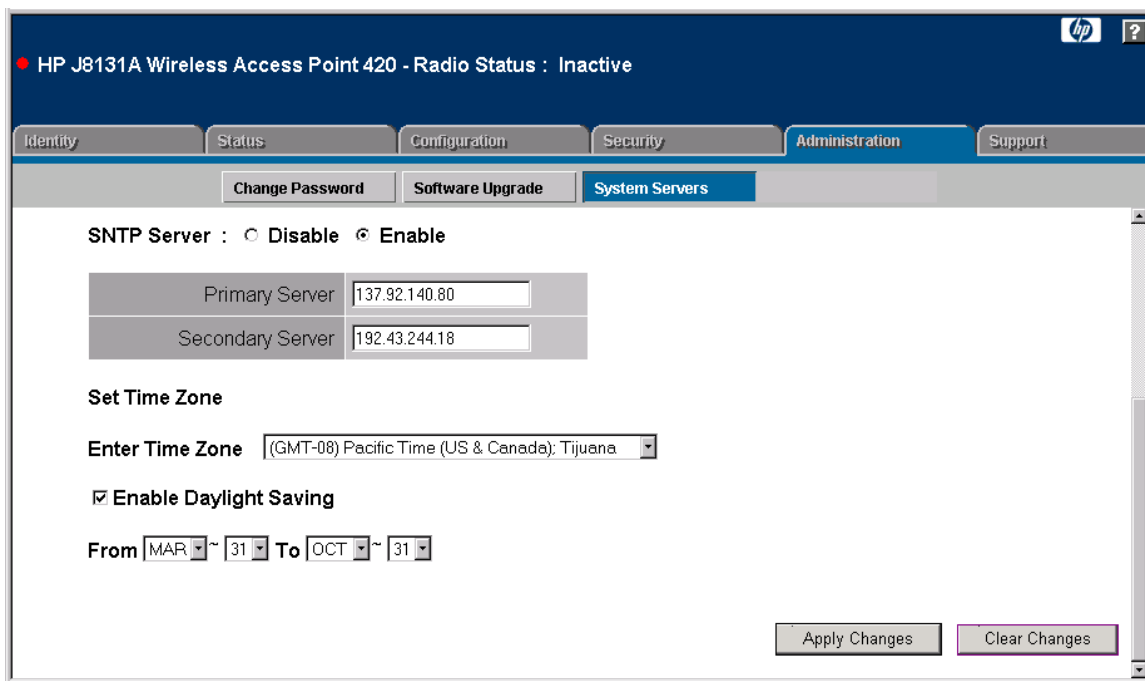 hp
?
HP J8131A Wireless Access Point 420 - Radio Status : Inactive
Identity Status Configuration Security Administration Support
Change Password Software Upgrade System Servers
SNTP Server : Disable Enable
Primary Server 137.92.140.80
Secondary Server 192.43.244.18
Set Time Zone
Enter Time Zone (GMT-08) Pacific Time (US & Canada); Tijuana
Enable Daylight Saving
From MAR ~ 31 To OCT ~ 31
Apply Changes Clear Changes